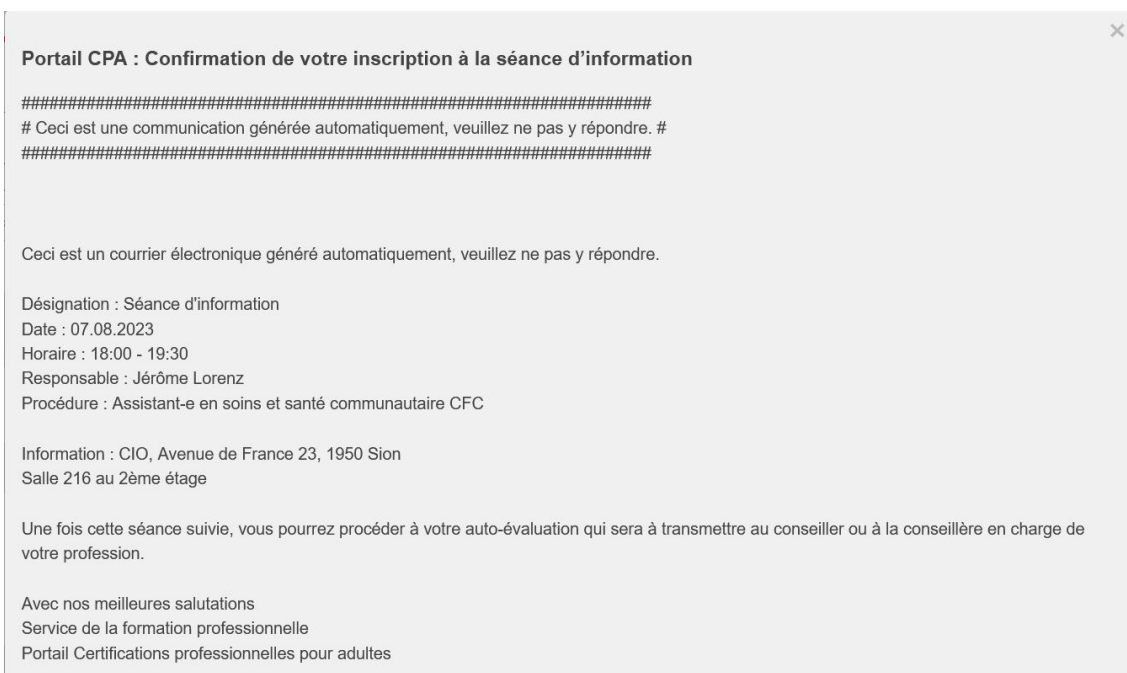 Portail CPA : Confirmation de votre inscription à la séance d’information
####################################################################
# Ceci est une communication générée automatiquement, veuillez ne pas y répondre. #
####################################################################
Ceci est un courrier électronique généré automatiquement, veuillez ne pas y répondre.
Désignation : Séance d'information
Date : 07.08.2023
Horaire : 18:00 - 19:30
Responsable : Jérôme Lorenz
Procédure : Assistant-e en soins et santé communautaire CFC
Information : CIO, Avenue de France 23, 1950 Sion
Salle 216 au 2ème étage
Une fois cette séance suivie, vous pourrez procéder à votre auto-évaluation qui sera à transmettre au conseiller ou à la conseillère en charge de
votre profession.
Avec nos meilleures salutations
Service de la formation professionnelle
Portail Certifications professionnelles pour adultes